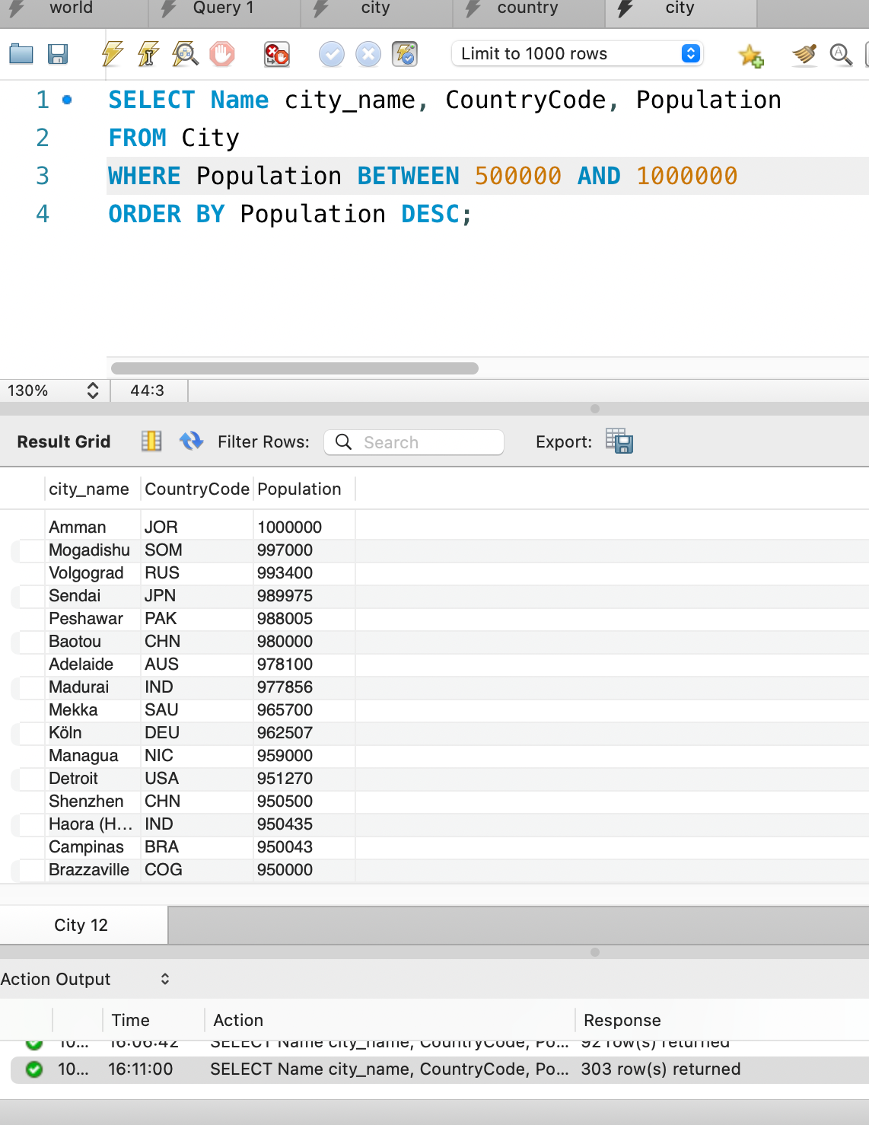 world Query 1 city country city
Limit to 1000 rows
1 SELECT Name city_name, CountryCode, Population
2 FROM City
3 WHERE Population BETWEEN 500000 AND 1000000
4 ORDER BY Population DESC;
130% 44:3
Result Grid Filter Rows: Search Export:
city_name CountryCode Population
Amman JOR 1000000
Mogadishu SOM 997000
Volgograd RUS 993400
Sendai JPN 989975
Peshawar PAK 988005
Baotou CHN 980000
Adelaide AUS 978100
Madurai IND 977856
Mekka SAU 965700
Köln DEU 962507
Managua NIC 959000
Detroit USA 951270
Shenzhen CHN 950500
Haora (H... IND 950435
Campinas BRA 950043
Brazzaville COG 950000
City 12
Action Output
Time Action Response
10... 16:06:42 SELECT Name city_name, CountryCode, Po... 92 row(s) returned
10... 16:11:00 SELECT Name city_name, CountryCode, Po... 303 row(s) returned